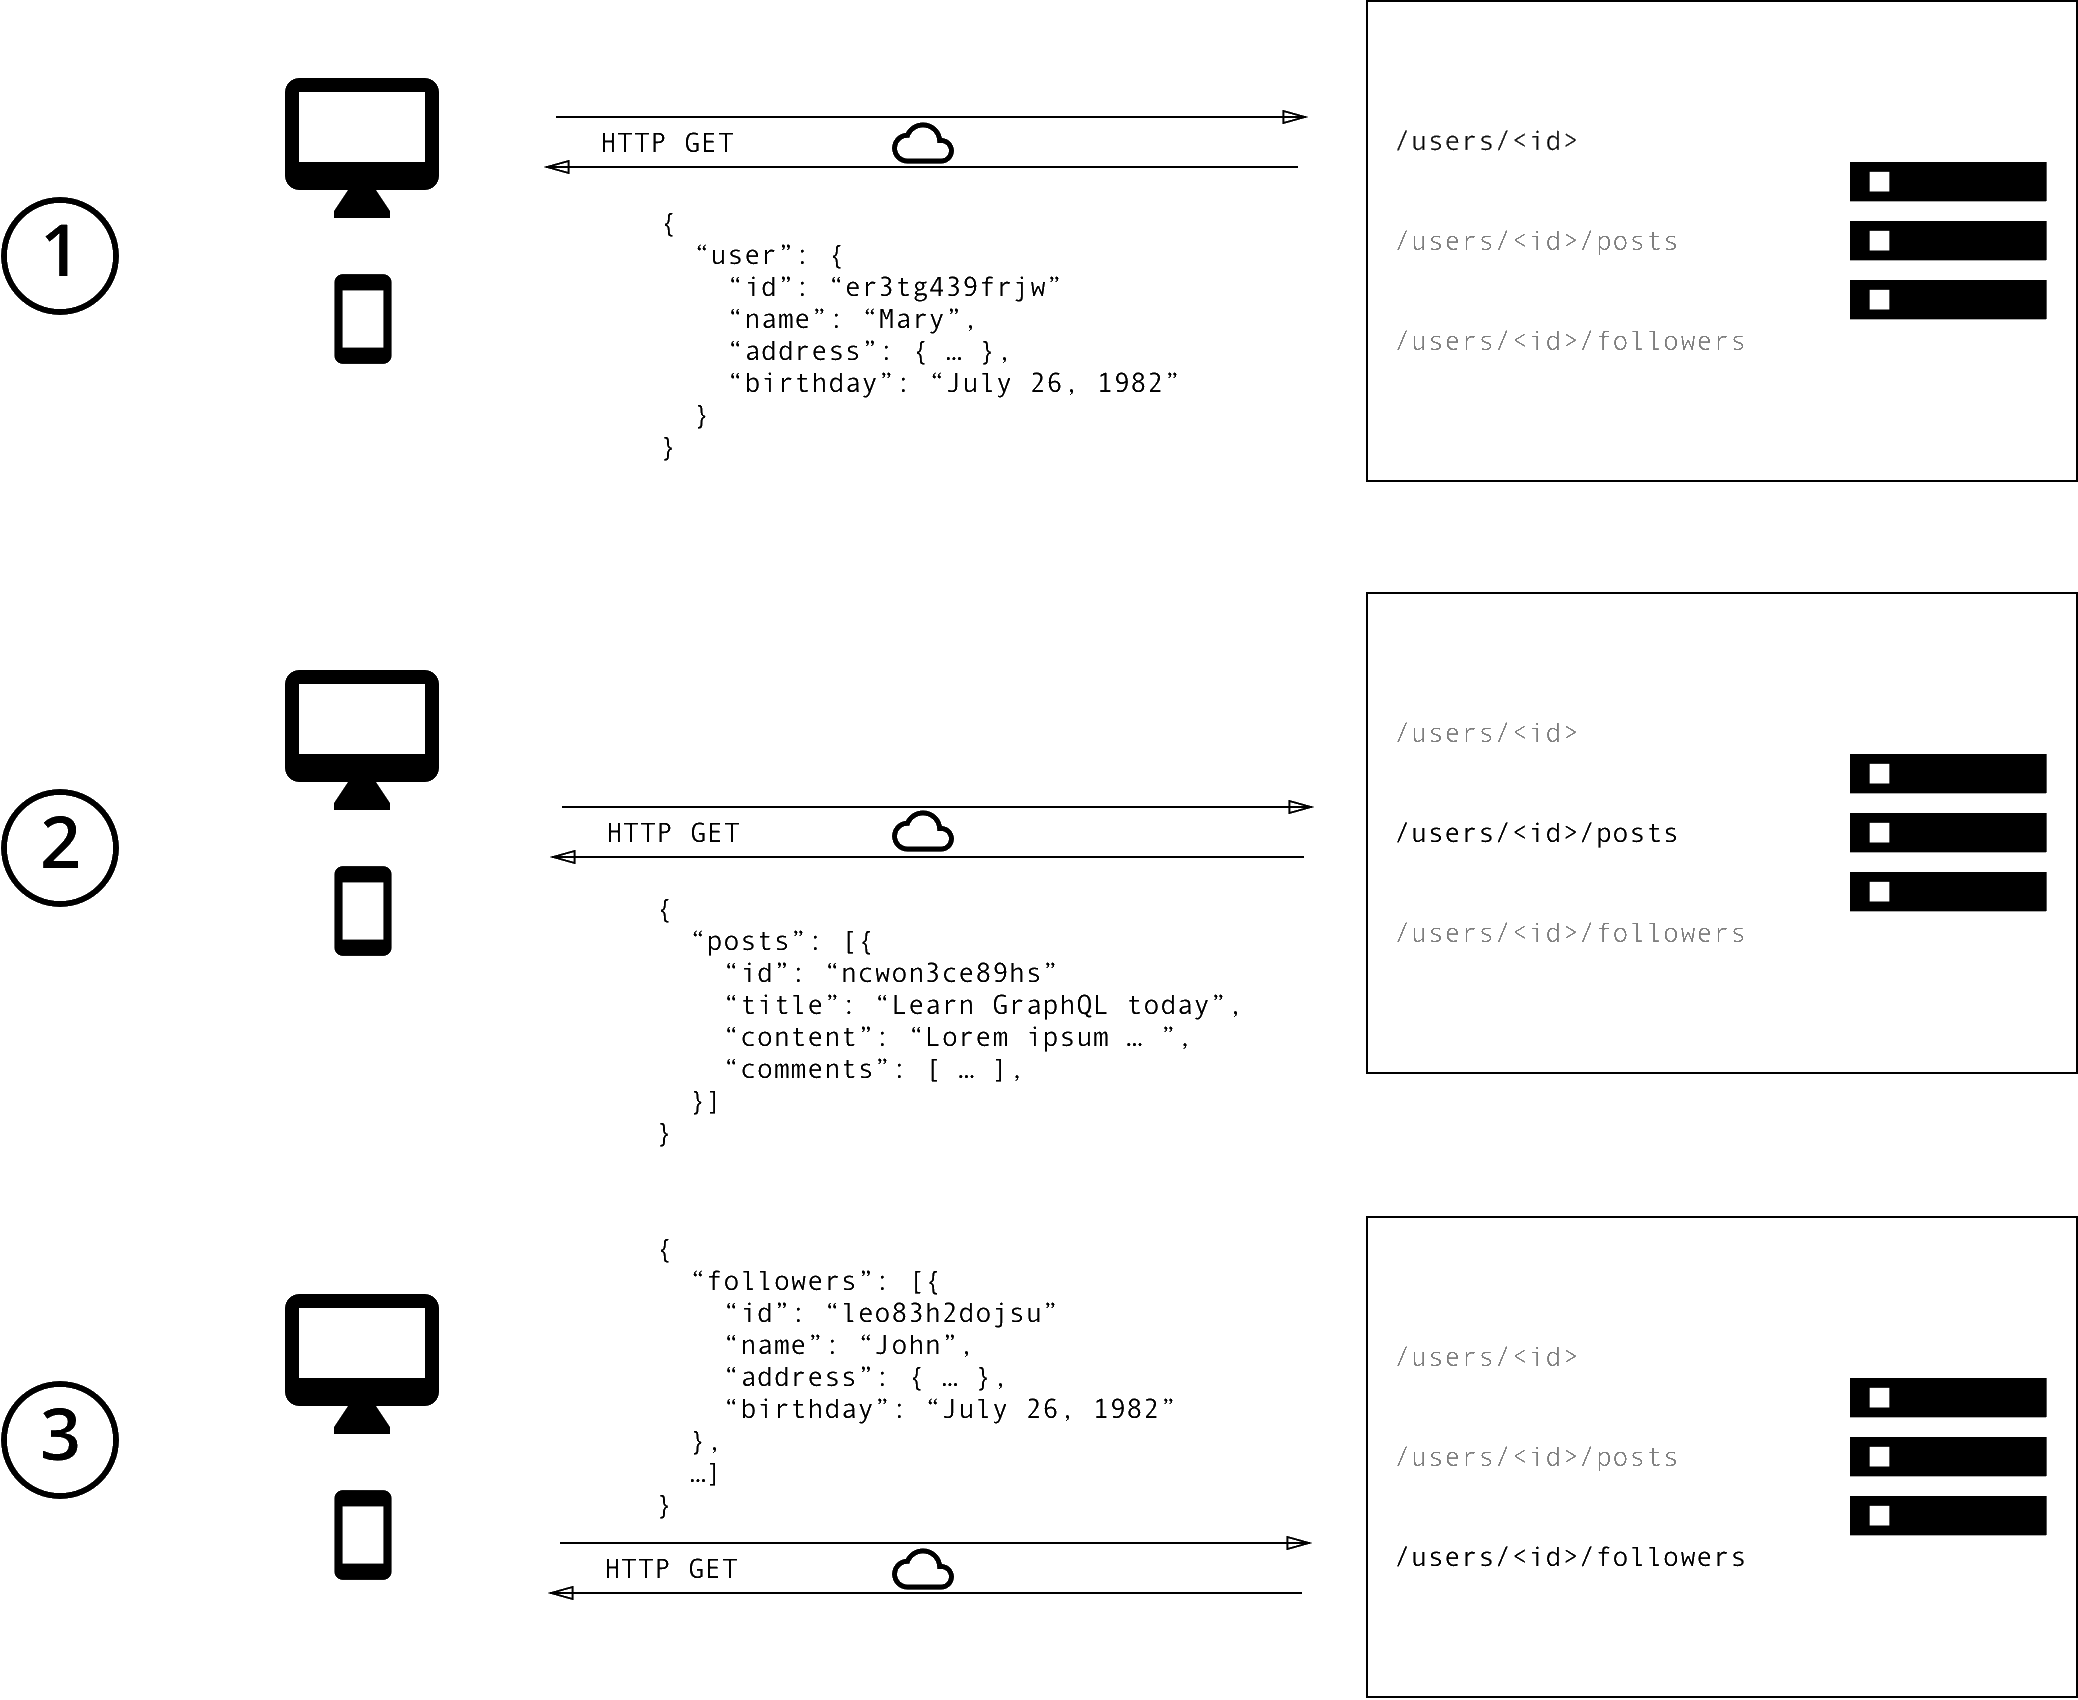 1
HTTP GET
{
“user”: {
“id”: “er3tg439frjw”
“name”: “Mary”,
“address”: { … },
“birthday”: “July 26, 1982”
}
}
/users/<id>
/users/<id>/posts
/users/<id>/followers
2
HTTP GET
{
“posts”: [{
“id”: “ncwon3ce89hs”
“title”: “Learn GraphQL today”,
“content”: “Lorem ipsum … ”,
“comments”: [ … ],
}]
}
/users/<id>
/users/<id>/posts
/users/<id>/followers
3
{
“followers”: [{
“id”: “leo83h2dojsu”
“name”: “John”,
“address”: { … },
“birthday”: “July 26, 1982”
},
…]
}
HTTP GET
/users/<id>
/users/<id>/posts
/users/<id>/followers